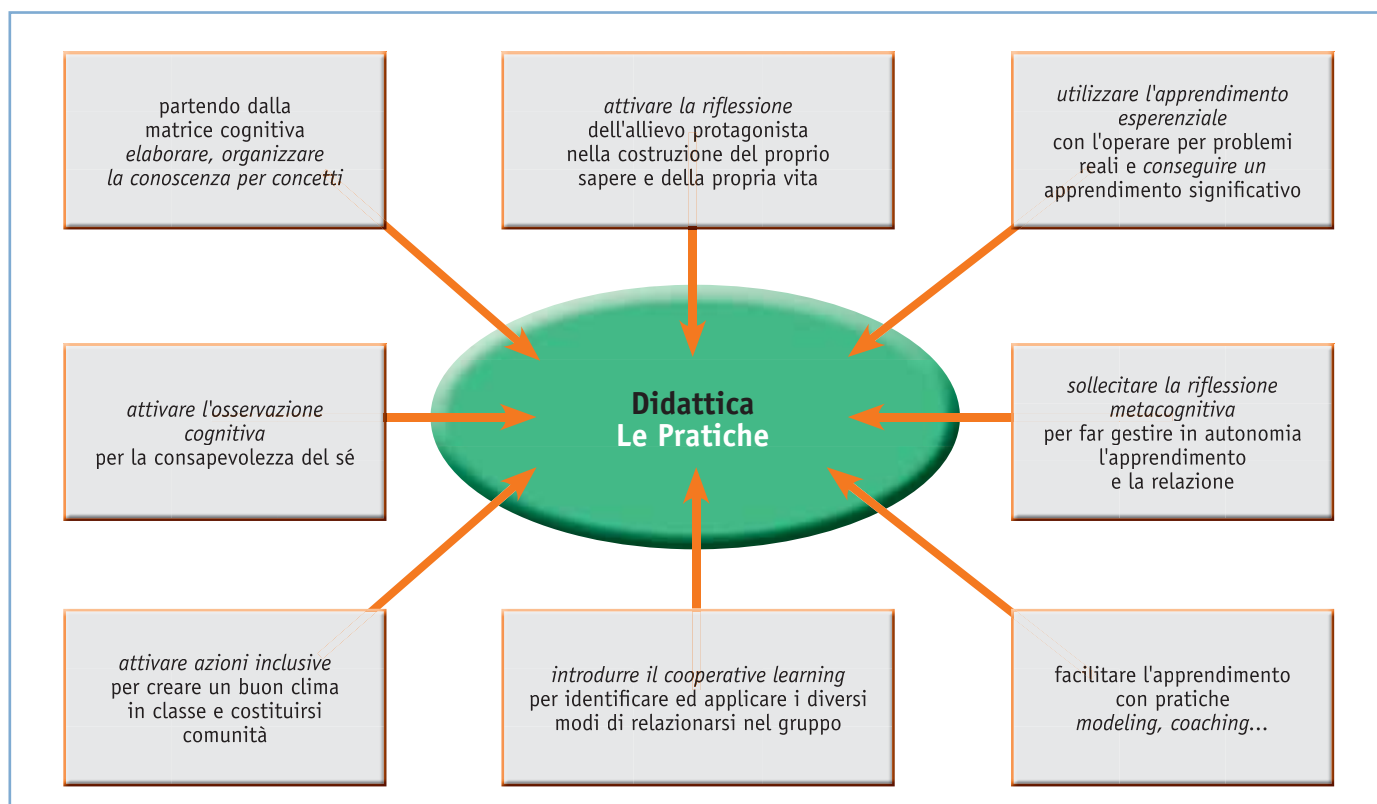 partendo dalla
matrice cognitiva
elaborare, organizzare
la conoscenza per concetti
attivare la riflessione
dell'allievo protagonista
nella costruzione del proprio
sapere e della propria vita
utilizzare l'apprendimento
esperenziale
con l'operare per problemi
reali e conseguire un
apprendimento significativo
attivare l'osservazione
cognitiva
per la consapevolezza del sé
Didattica
Le Pratiche
sollecitare la riflessione
metacognitiva
per far gestire in autonomia
l'apprendimento
e la relazione
attivare azioni inclusive
per creare un buon clima
in classe e costituirsi
comunità
introdurre il cooperative learning
per identificare ed applicare i diversi
modi di relazionarsi nel gruppo
facilitare l'apprendimento
con pratiche
modeling, coaching...